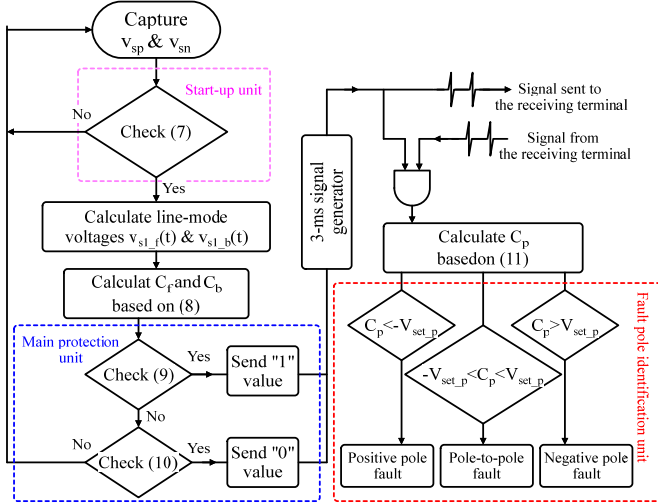 Capture
v_sp & v_sn
Start-up unit
No
Check (7)
Yes
Calculate line-mode
voltages v_s1_f(t) & v_s1_b(t)
Calculat C_f and C_b
based on (8)
Main protection
unit
Check (9)
Yes
Send "1"
value
No
No
Check (10)
Yes
Send "0"
value
3-ms signal
generator
Signal sent to
the receiving terminal
Signal from
the receiving terminal
Calculate C_p
basedon (11)
C_p<-V_set_p
C_p>V_set_p
-V_set_p<C_p<V_set_p
Fault pole identification unit
Positive pole
fault
Pole-to-pole
fault
Negative pole
fault